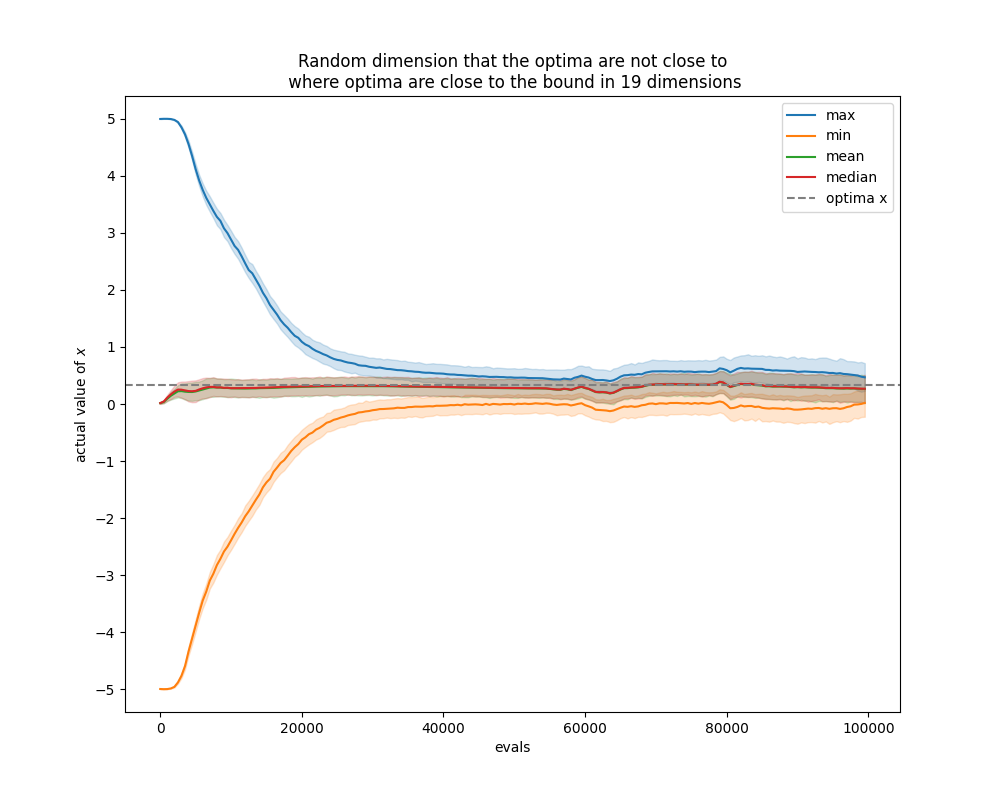 Random dimension that the optima are not close to
where optima are close to the bound in 19 dimensions
max
min
mean
median
optima x
5
4
3
2
1
0
−1
−2
−3
−4
−5
actual value of x
0 20000 40000 60000 80000 100000
evals